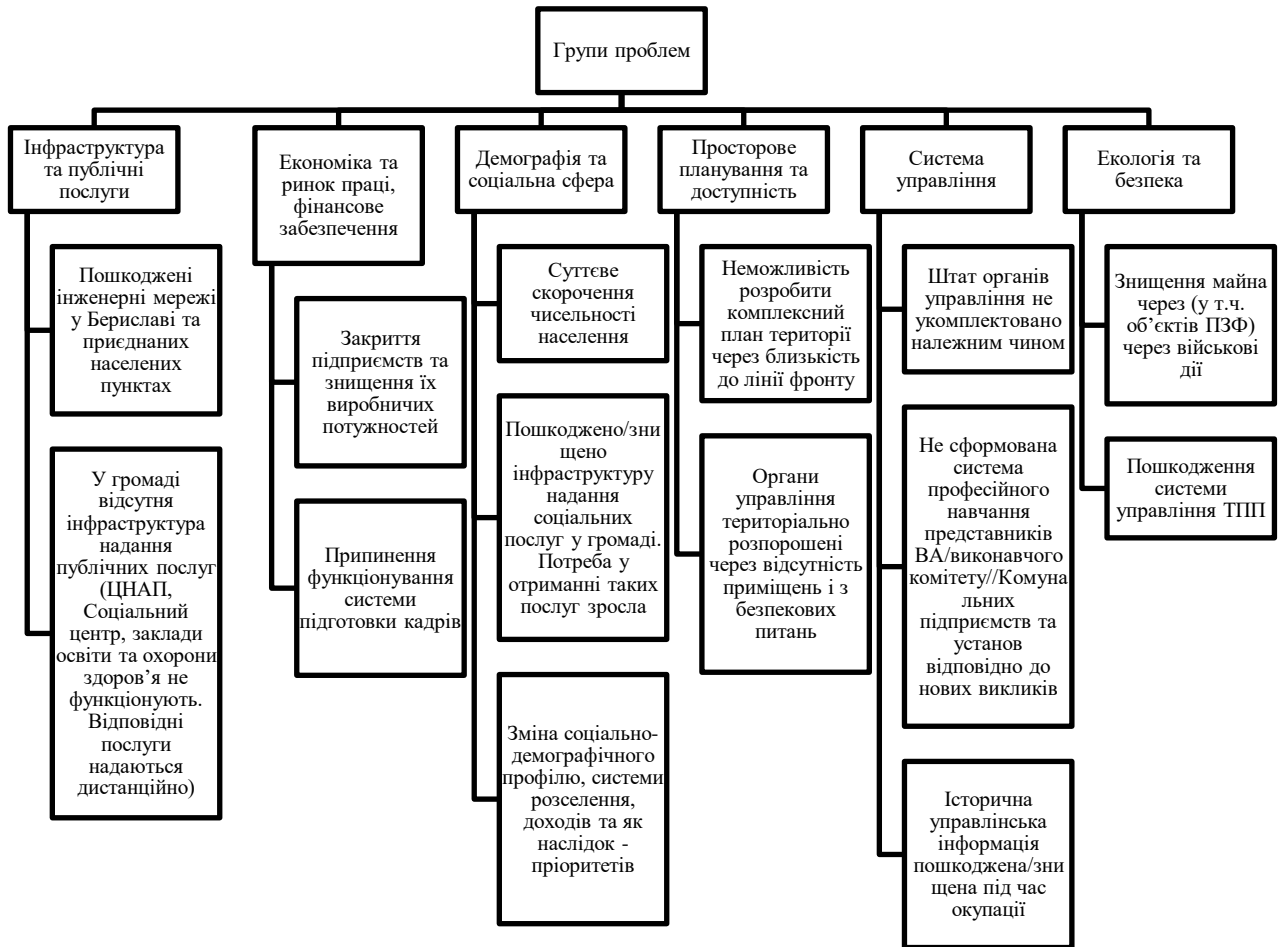 Групи проблем
Інфраструктура
та публічні
послуги
Пошкоджені
інженерні мережі
у Бериславі та
приєднаних
населених
пунктах
У громаді
відсутня
інфраструктура
надання
публічних послуг
(ЦНАП,
Соціальний
центр, заклади
освіти та охорони
здоров’я не
функціонують.
Відповідні
послуги
надаються
дистанційно)
Економіка та
ринок праці,
фінансове
забезпечення
Закриття
підприємств та
знищення їх
виробничих
потужностей
Припинення
функціонування
системи
підготовки кадрів
Демографія та
соціальна сфера
Суттєве
скорочення
чисельності
населення
Пошкоджено/зни
щено
інфраструктуру
надання
соціальних
послуг у громаді.
Потреба у
отриманні таких
послуг зросла
Зміна соціально-
демографічного
профілю, системи
розселення,
доходів та як
наслідок -
пріоритетів
Просторове
планування та
доступність
Неможливість
розробити
комплексний
план території
через близькість
до лінії фронту
Органи
управління
територіально
розпорошені
через відсутність
приміщень і з
безпекових
питань
Система
управління
Штат органів
управління не
укомплектовано
належним чином
Не сформована
система
професійного
навчання
представників
ВА/виконавчого
комітету//Комуна
льних
підприємств та
установ
відповідно до
нових викликів
Історична
управлінська
інформація
пошкоджена/зни
щена під час
окупації
Екологія та
безпека
Знищення майна
через (у т.ч.
об’єктів ПЗФ)
через військові
дії
Пошкодження
системи
управління ТПП